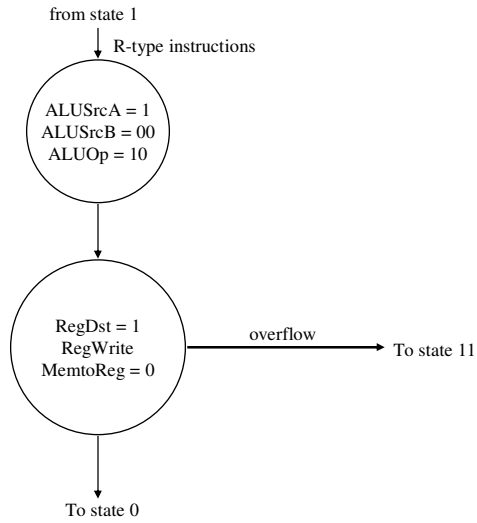 from state 1
R-type instructions
ALUSrcA = 1
ALUSrcB = 00
ALUOp = 10
RegDst = 1
RegWrite
MemtoReg = 0
overflow
To state 11
To state 0